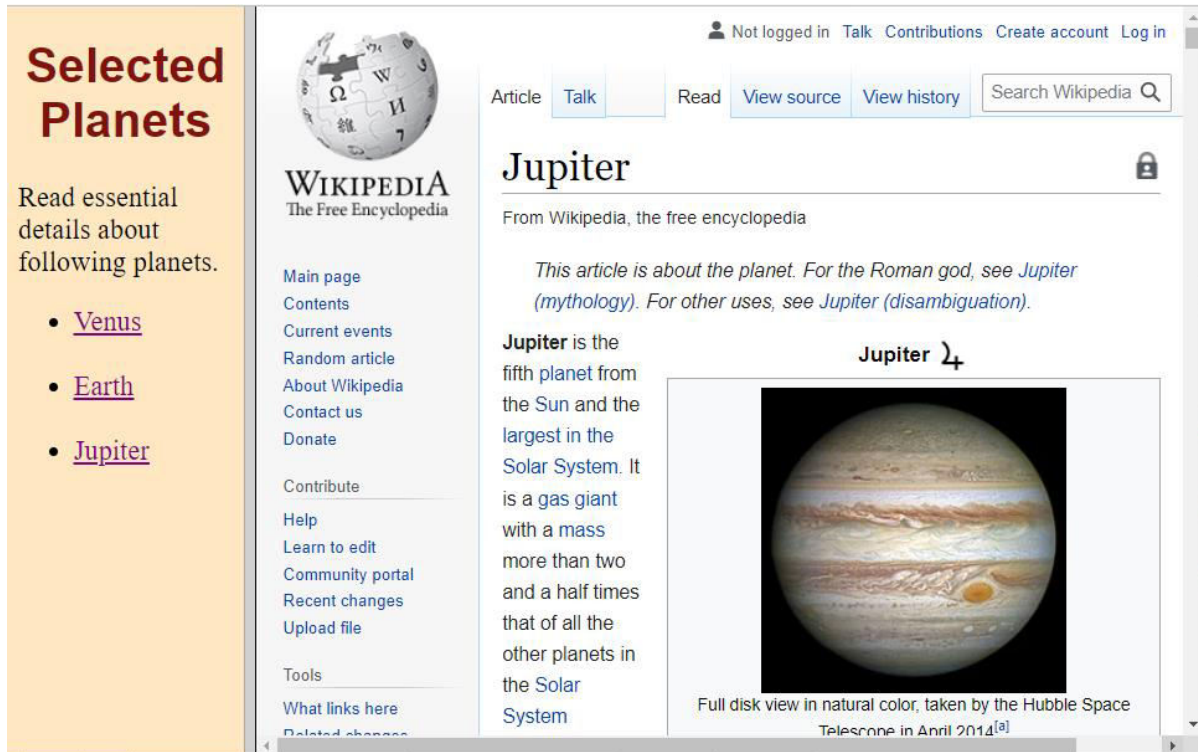 Selected
Planets
Read essential
details about
following planets.
• Venus
• Earth
• Jupiter
WIKIPEDIA
The Free Encyclopedia
Main page
Contents
Current events
Random article
About Wikipedia
Contact us
Donate
Contribute
Help
Learn to edit
Community portal
Recent changes
Upload file
Tools
What links here
Related changes
Not logged in Talk Contributions Create account Log in
Article Talk Read View source View history Search Wikipedia
Jupiter
From Wikipedia, the free encyclopedia
This article is about the planet. For the Roman god, see Jupiter
(mythology). For other uses, see Jupiter (disambiguation).
Jupiter is the
fifth planet from
the Sun and the
largest in the
Solar System. It
is a gas giant
with a mass
more than two
and a half times
that of all the
other planets in
the Solar
System
Jupiter ♃
Full disk view in natural color, taken by the Hubble Space
Telescope in April 2014[a]